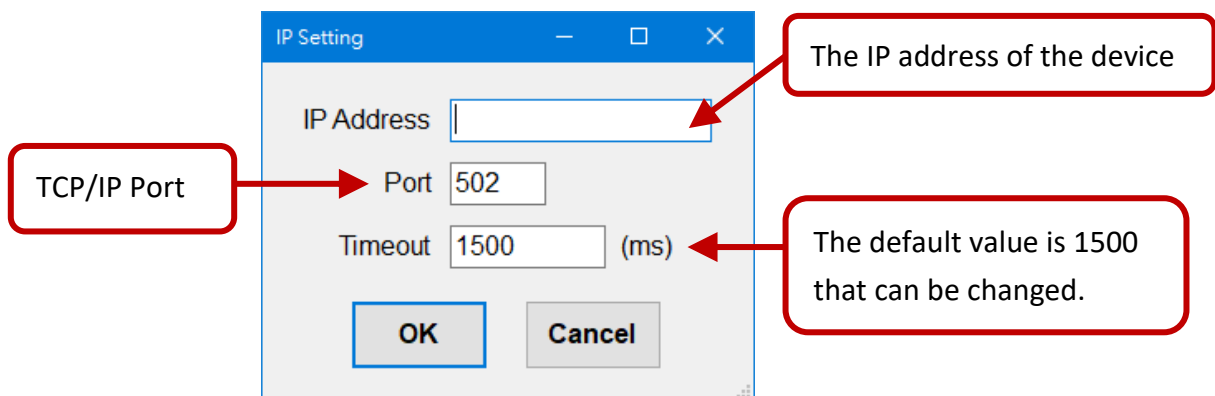 IP Setting
The IP address of the device
IP Address
TCP/IP Port
Port 502
Timeout 1500 (ms)
The default value is 1500
that can be changed.
OK Cancel